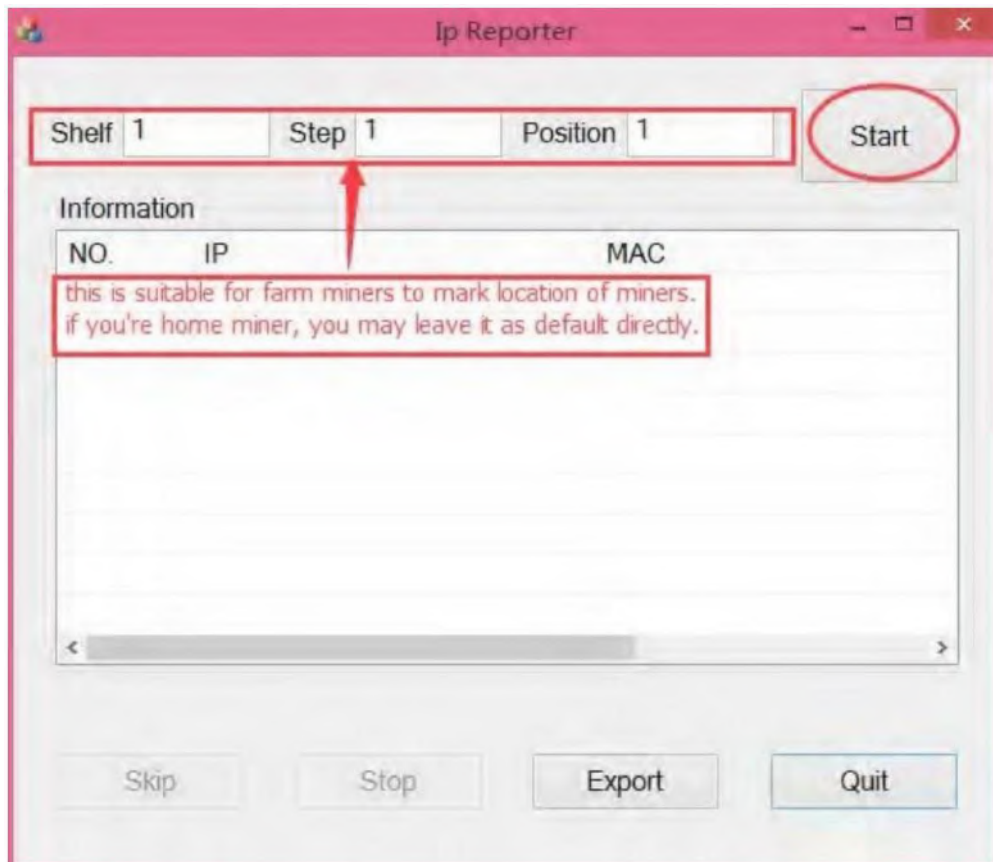 Ip Reporter
Shelf 1 Step 1 Position 1 Start
Information
NO. IP MAC
this is suitable for farm miners to mark location of miners.
if you're home miner, you may leave it as default directly.
Skip Stop Export Quit